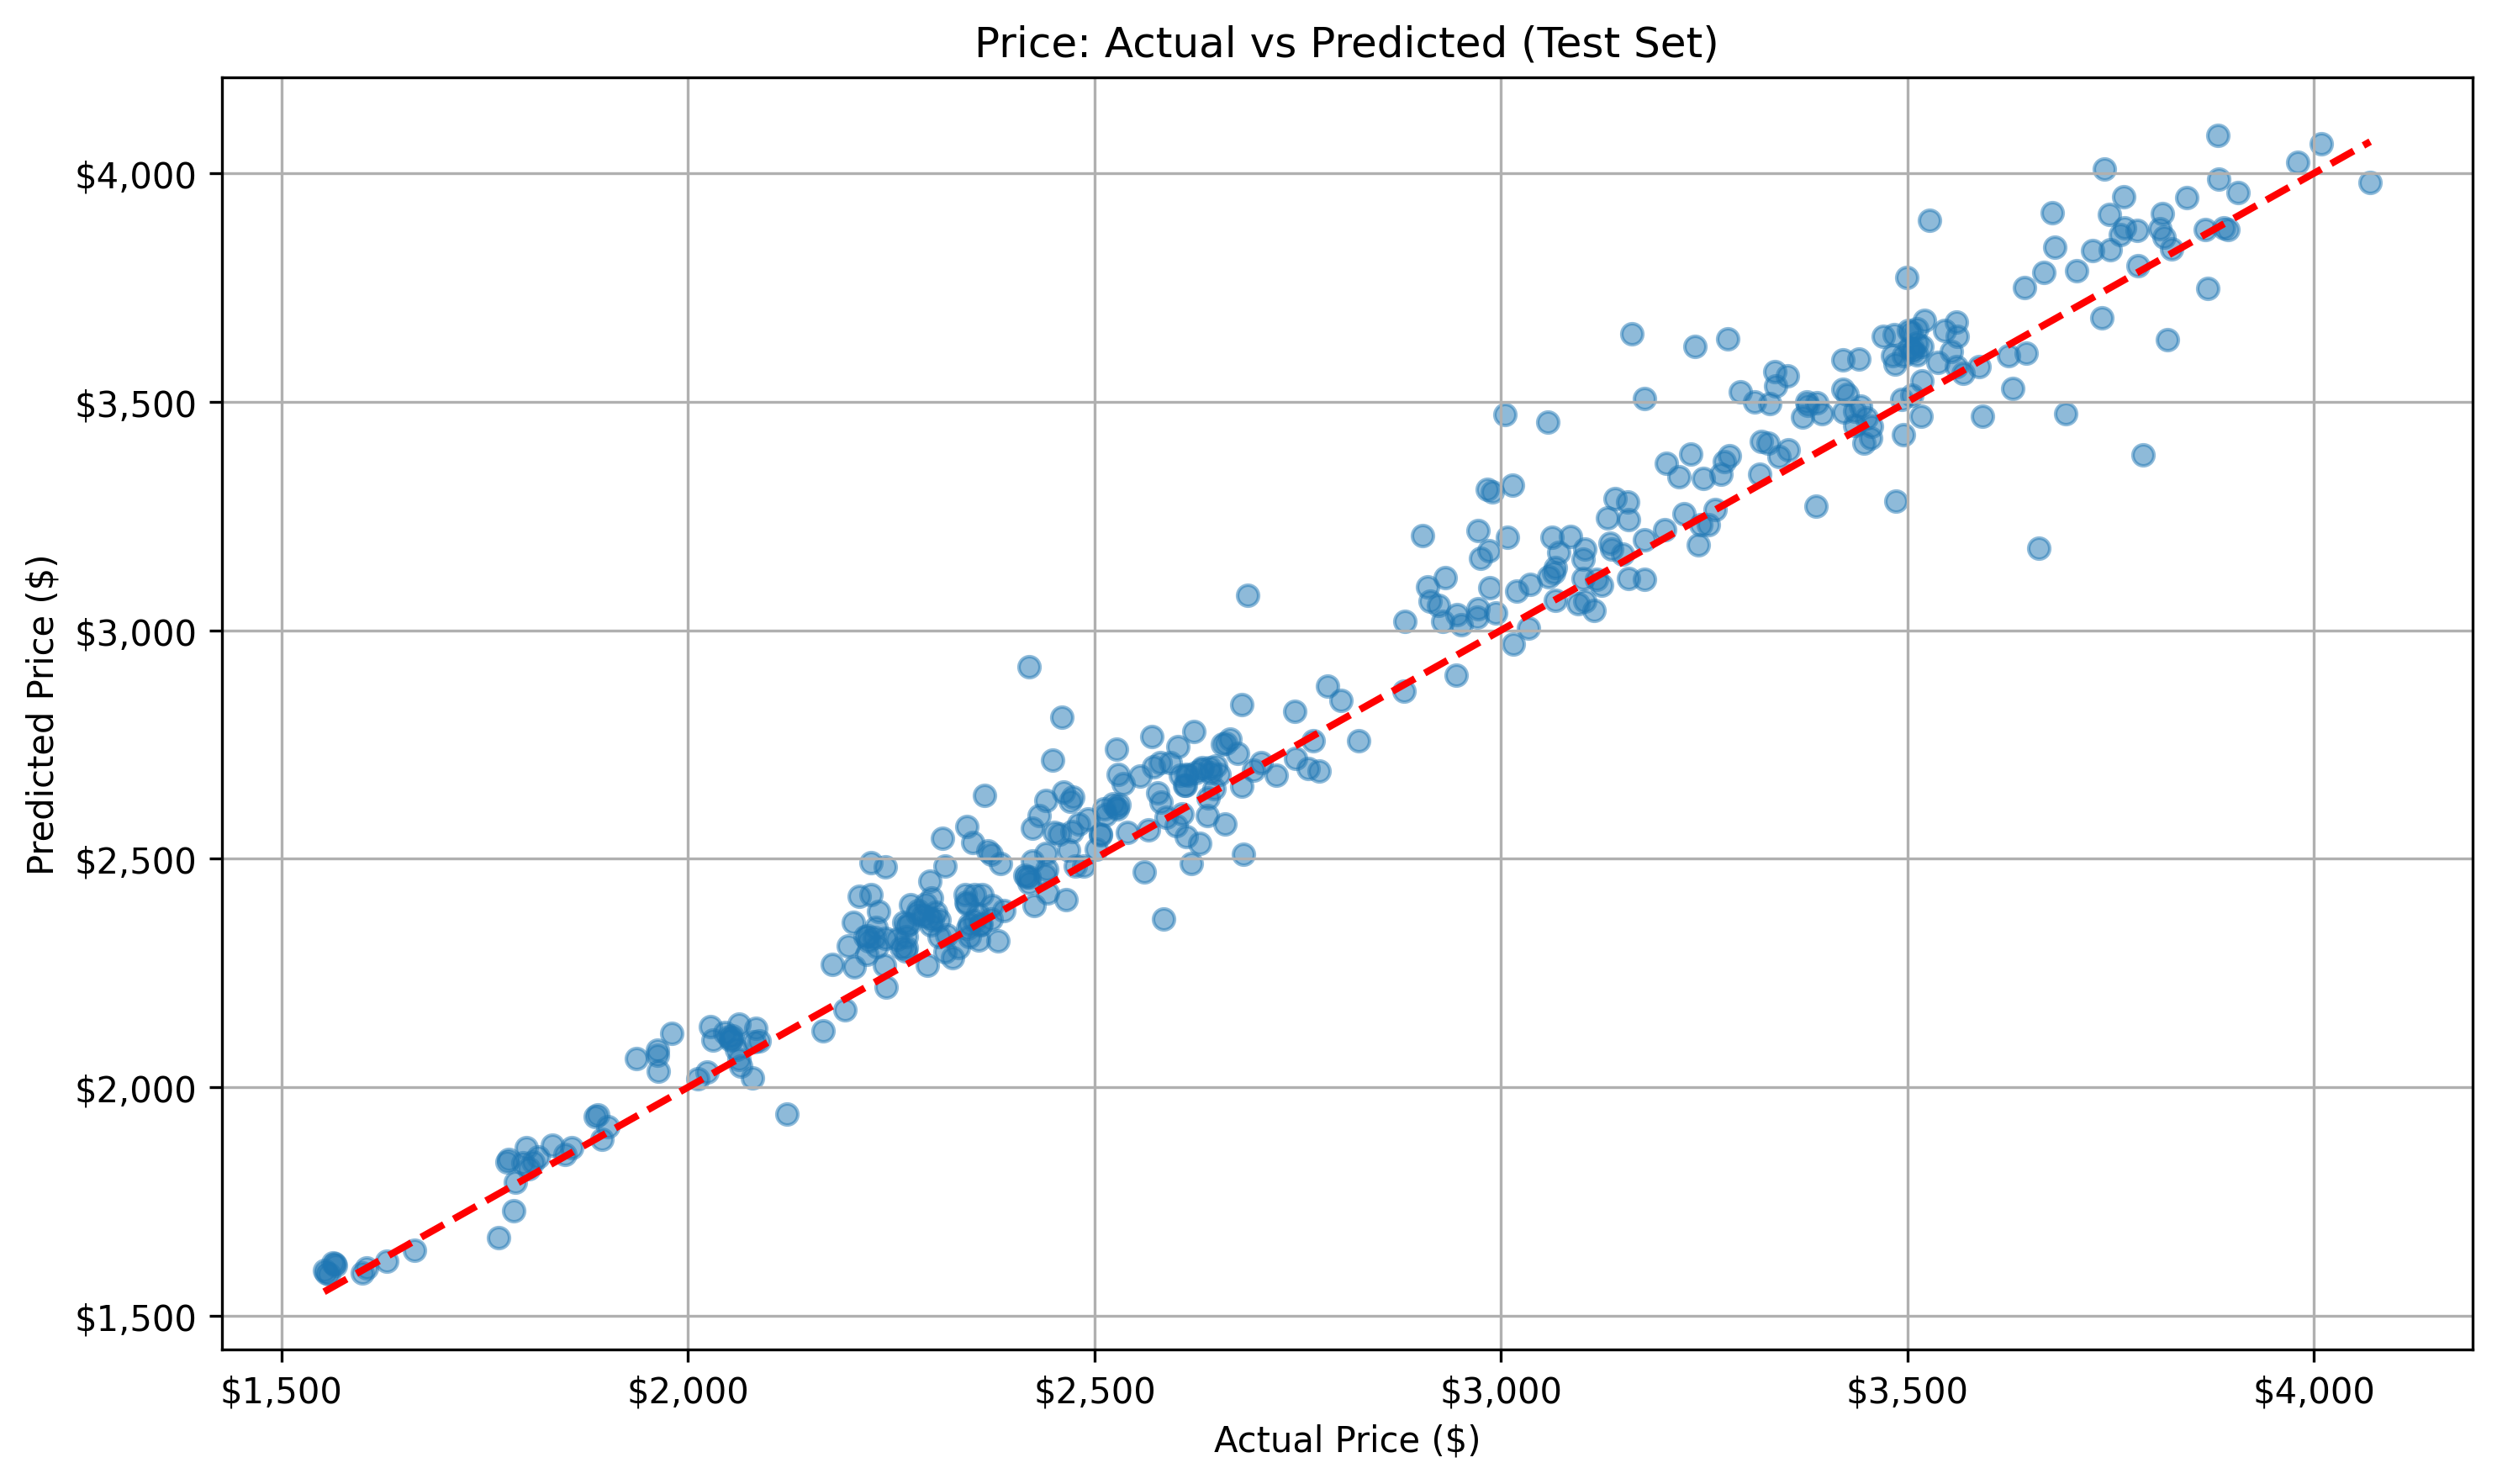 Price: Actual vs Predicted (Test Set)
Predicted Price ($)
$4,000
$3,500
$3,000
$2,500
$2,000
$1,500
$1,500 $2,000 $2,500 $3,000 $3,500 $4,000
Actual Price ($)